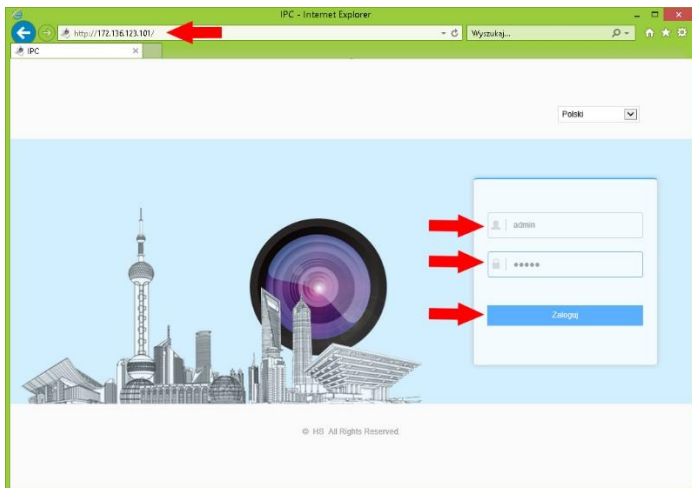 IPC - Internet Explorer
http://172.136.123.101/
Wyszukaj...
IPC
Polski
admin
•••••
Zaloguj
© HS All Rights Reserved